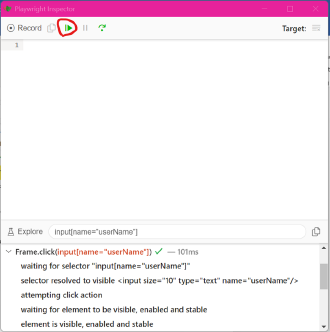 Playwright Inspector
Record Target:
1
Explore input[name="userName"]
Frame.click(input[name="userName"]) ✓ — 101ms
waiting for selector "input[name="userName"]"
selector resolved to visible <input size="10" type="text" name="userName"/>
attempting click action
waiting for element to be visible, enabled and stable
element is visible, enabled and stable